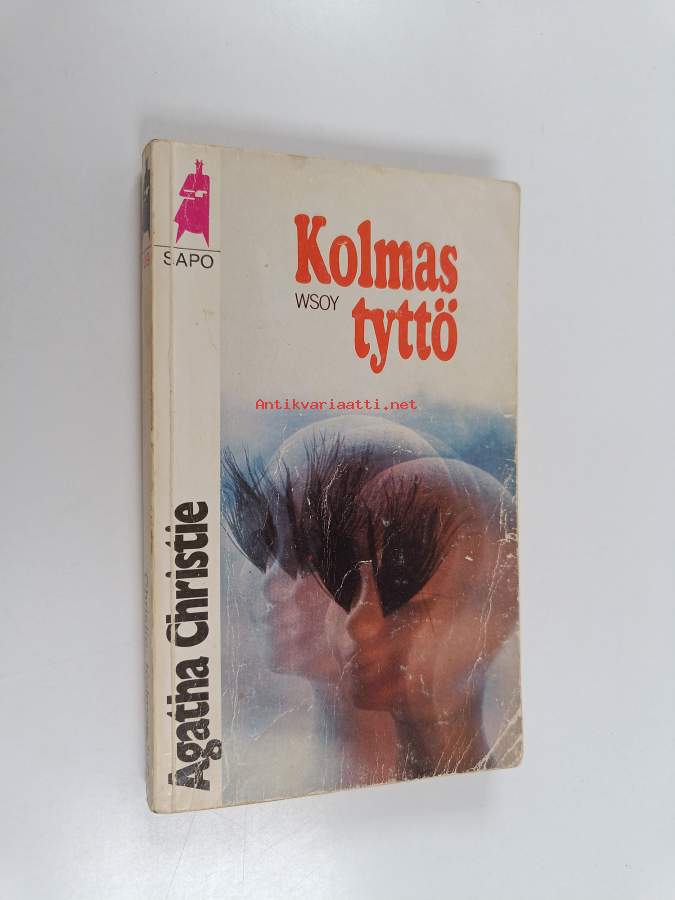 SAPO
Kolmas
WSOY
tyttö
Antikvariaatti.net
Agatha Christie